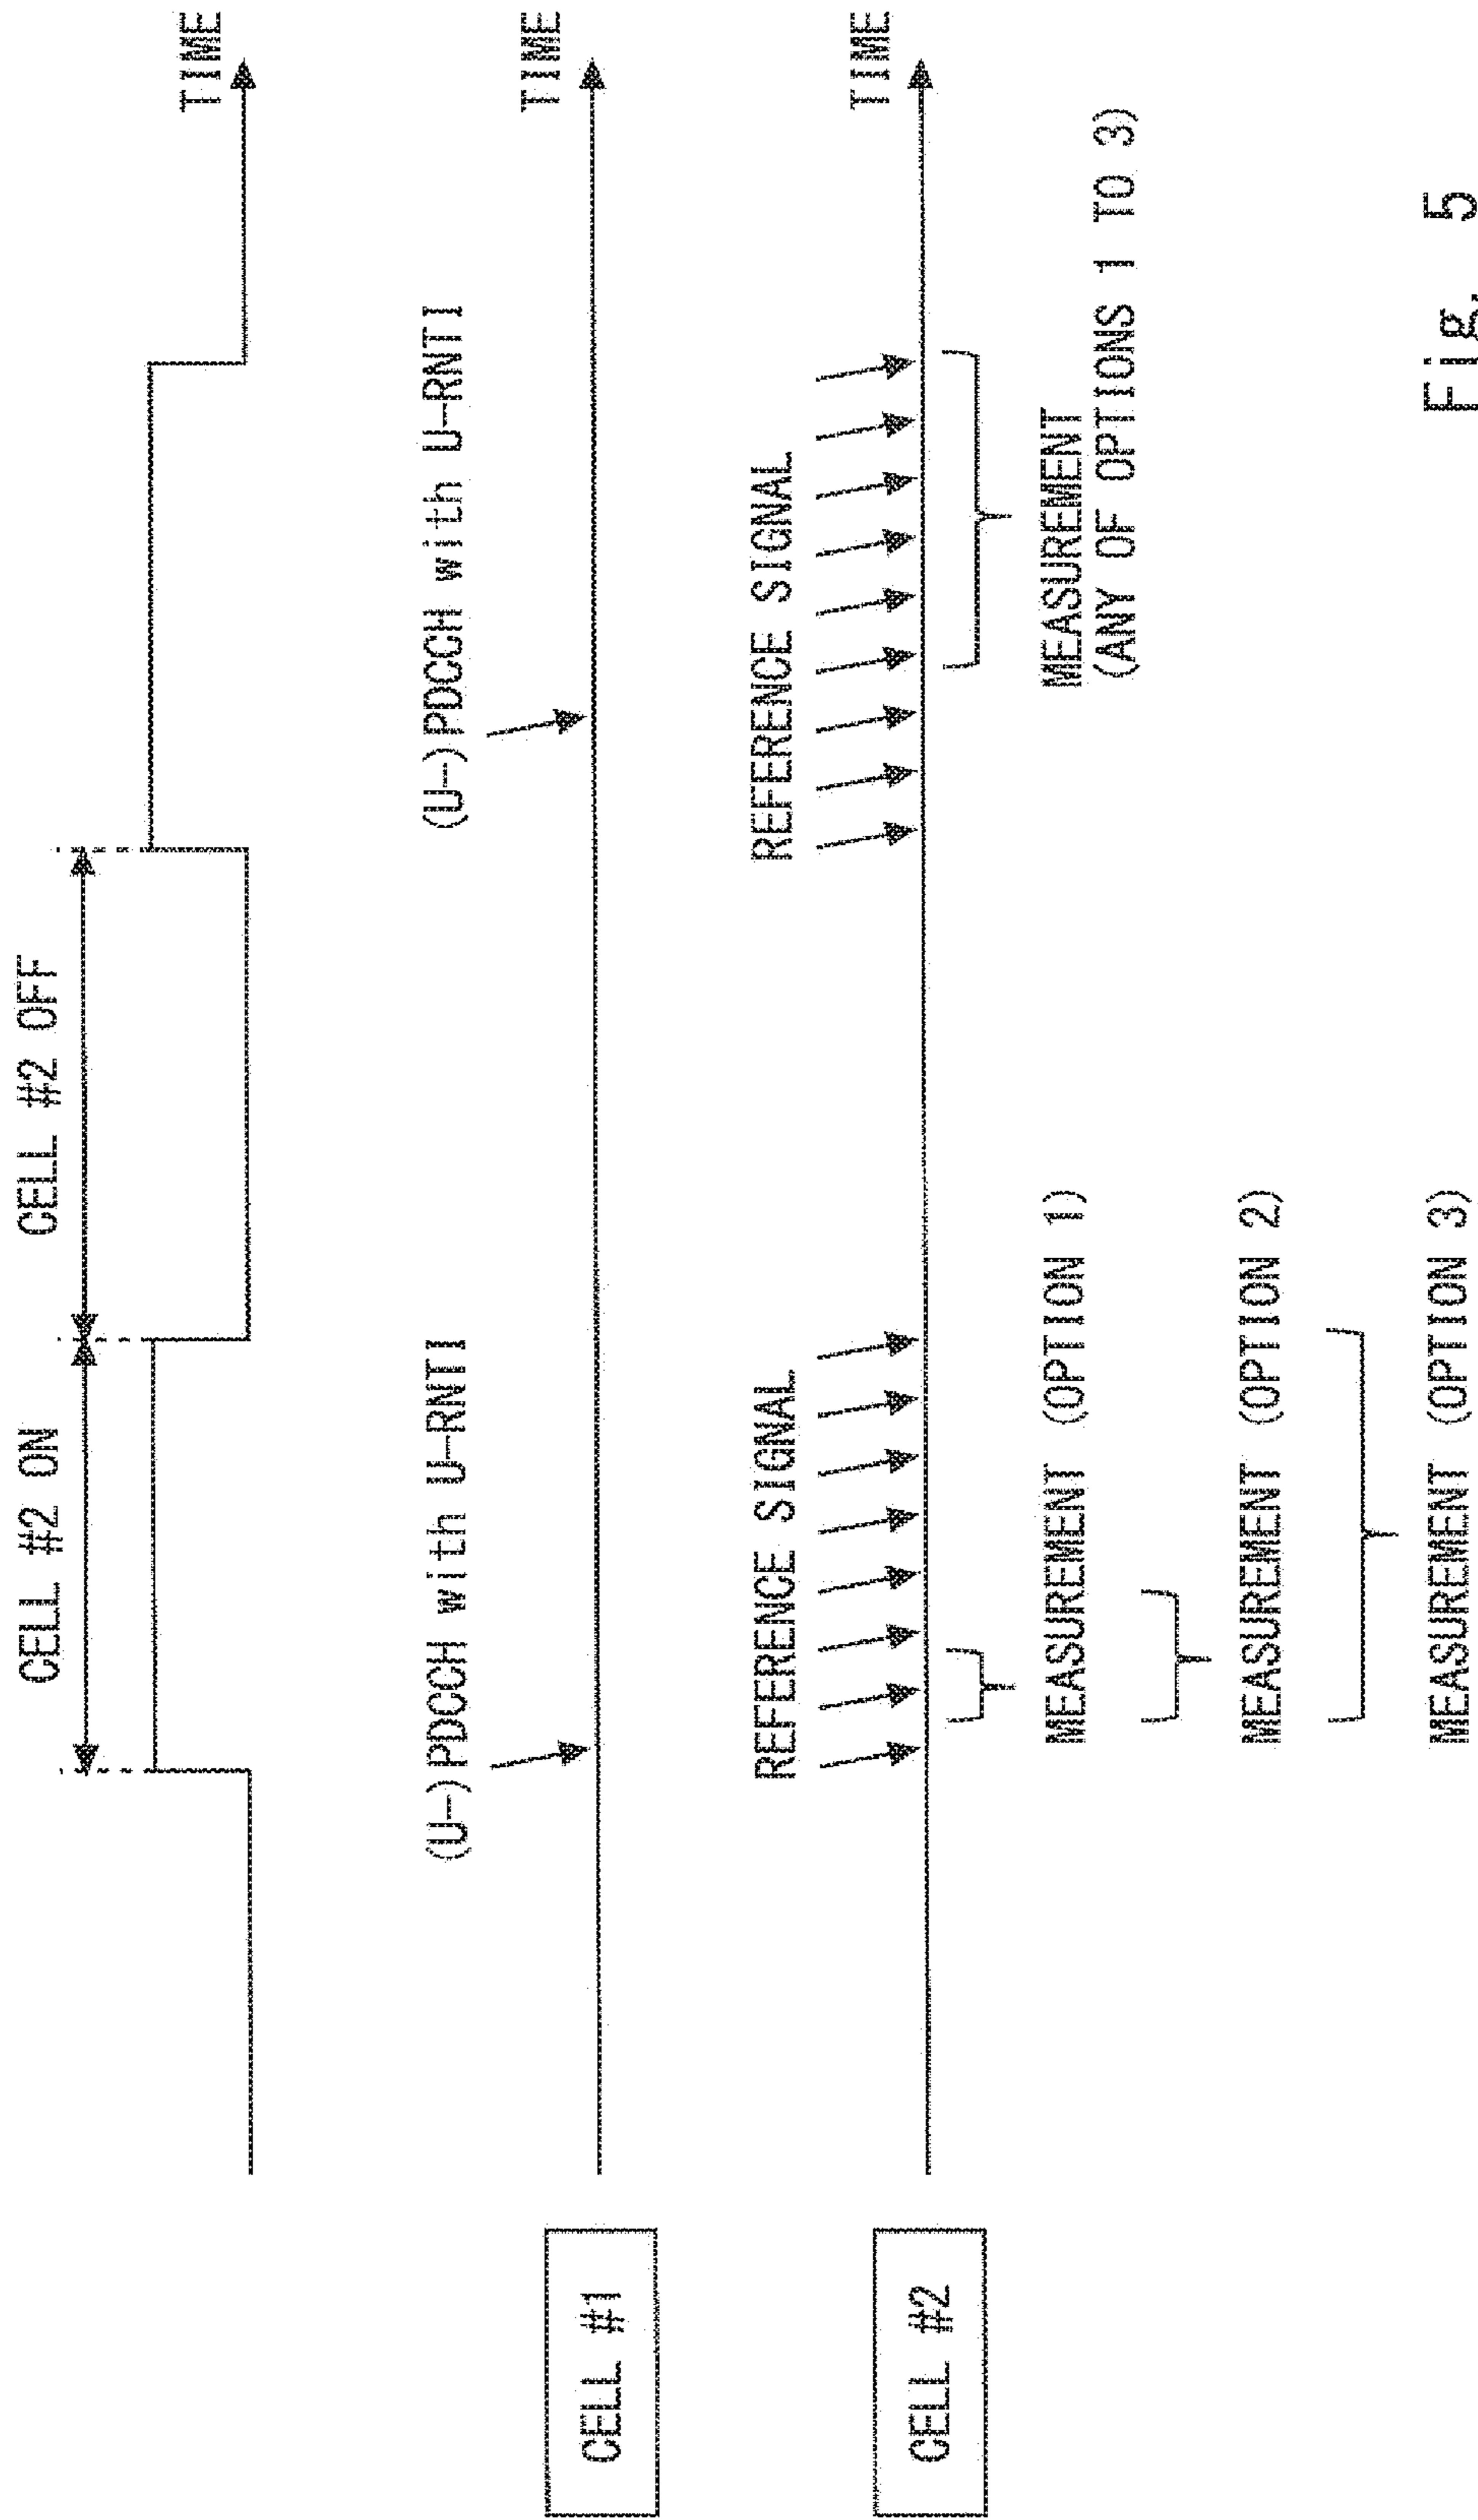 CELL #2 ON
CELL #2 OFF
TIME
(U-)PDCCH with U-RNTI
(U-)PDCCH with U-RNTI
TIME
CELL #1
REFERENCE SIGNAL
REFERENCE SIGNAL
TIME
CELL #2
MEASUREMENT (OPTION 1)
MEASUREMENT
(ANY OF OPTIONS 1 TO 3)
MEASUREMENT (OPTION 2)
MEASUREMENT (OPTION 3)
Fig. 5